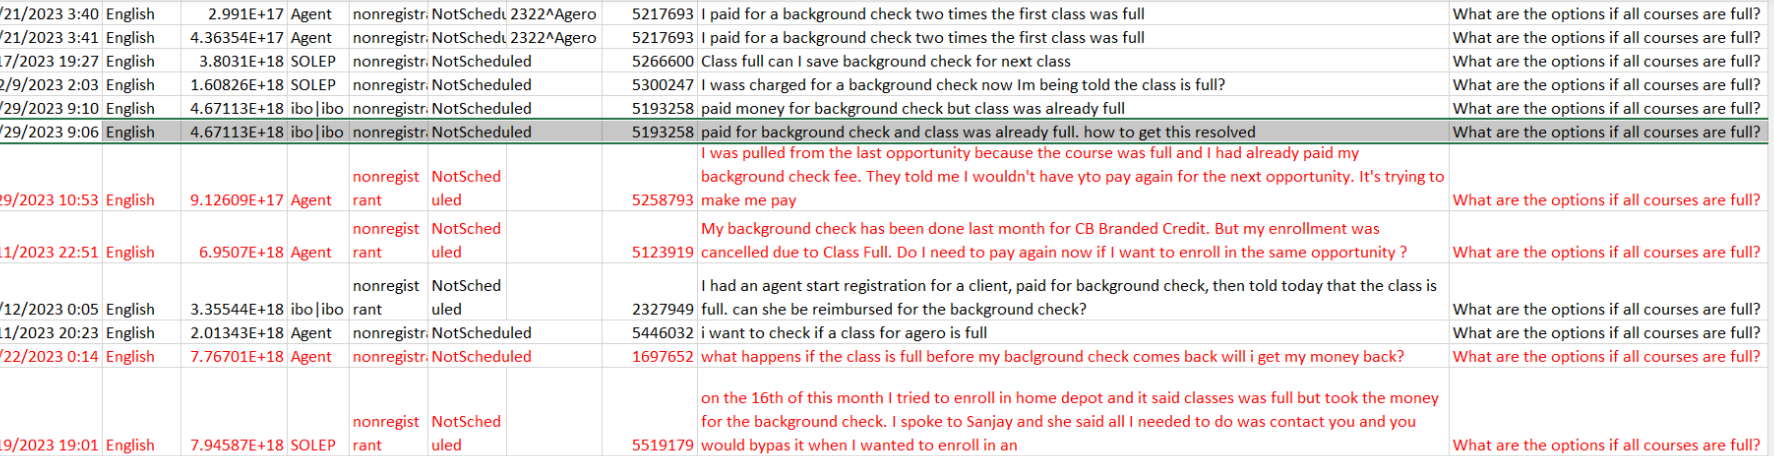 /21/2023 3:40 English 2.991E+17 Agent nonregistra NotSchedu 2322^Agero 5217693 I paid for a background check two times the first class was full What are the options if all courses are full?
/21/2023 3:41 English 4.36354E+17 Agent nonregistra NotSchedu 2322^Agero 5217693 I paid for a background check two times the first class was full What are the options if all courses are full?
17/2023 19:27 English 3.8031E+18 SOLEP nonregistra NotScheduled 5266600 Class full can I save background check for next class What are the options if all courses are full?
2/9/2023 2:03 English 1.60826E+18 SOLEP nonregistra NotScheduled 5300247 I wass charged for a background check now Im being told the class is full? What are the options if all courses are full?
/29/2023 9:10 English 4.67113E+18 ibo|ibo nonregistra NotScheduled 5193258 paid money for background check but class was already full What are the options if all courses are full?
/29/2023 9:06 English 4.67113E+18 ibo|ibo nonregistra NotScheduled 5193258 paid for background check and class was already full. how to get this resolved What are the options if all courses are full?
I was pulled from the last opportunity because the course was full and I had already paid my
nonregist NotSched background check fee. They told me I wouldn't have yto pay again for the next opportunity. It's trying to
29/2023 10:53 English 9.12609E+17 Agent rant uled 5258793 make me pay What are the options if all courses are full?
nonregist NotSched My background check has been done last month for CB Branded Credit. But my enrollment was
11/2023 22:51 English 6.9507E+18 Agent rant uled 5123919 cancelled due to Class Full. Do I need to pay again now if I want to enroll in the same opportunity ? What are the options if all courses are full?
nonregist NotSched I had an agent start registration for a client, paid for background check, then told today that the class is
/12/2023 0:05 English 3.35544E+18 ibo|ibo rant uled 2327949 full. can she be reimbursed for the background check? What are the options if all courses are full?
11/2023 20:23 English 2.01343E+18 Agent nonregistra NotScheduled 5446032 i want to check if a class for agero is full What are the options if all courses are full?
/22/2023 0:14 English 7.76701E+18 Agent nonregistra NotScheduled 1697652 what happens if the class is full before my baclground check comes back will i get my money back? What are the options if all courses are full?
on the 16th of this month I tried to enroll in home depot and it said classes was full but took the money
nonregist NotSched for the background check. I spoke to Sanjay and she said all I needed to do was contact you and you
19/2023 19:01 English 7.94587E+18 SOLEP rant uled 5519179 would bypas it when I wanted to enroll in an What are the options if all courses are full?